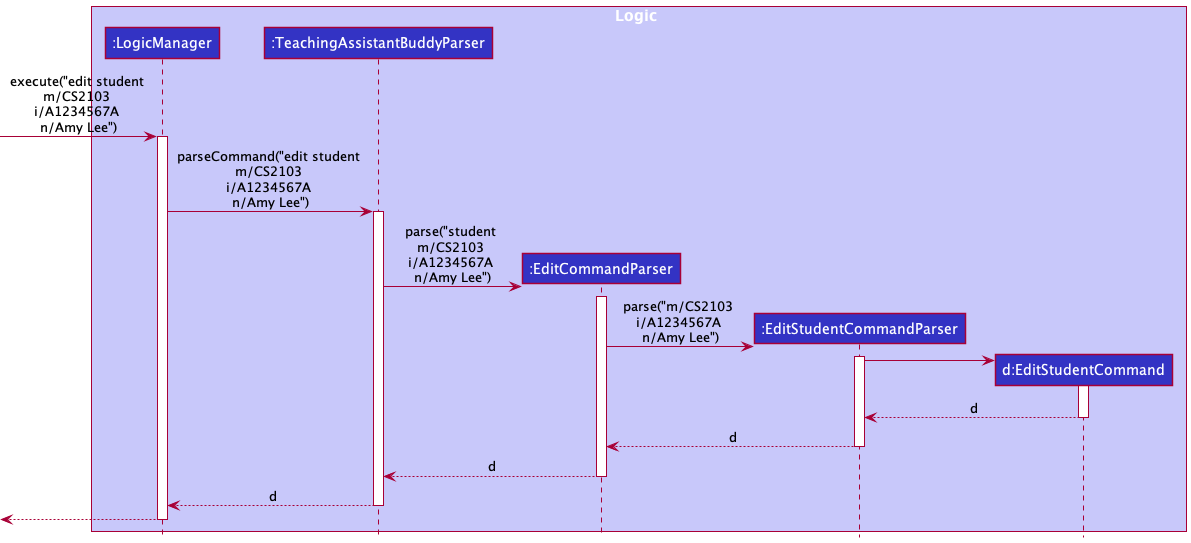 Logic
:LogicManager
:TeachingAssistantBuddyParser
execute("edit student
m/CS2103
i/A1234567A
n/Amy Lee")
parseCommand("edit student
m/CS2103
i/A1234567A
n/Amy Lee")
parse("student
m/CS2103
i/A1234567A
n/Amy Lee")
:EditCommandParser
parse("m/CS2103
i/A1234567A
n/Amy Lee")
:EditStudentCommandParser
d:EditStudentCommand
d
d
d
d